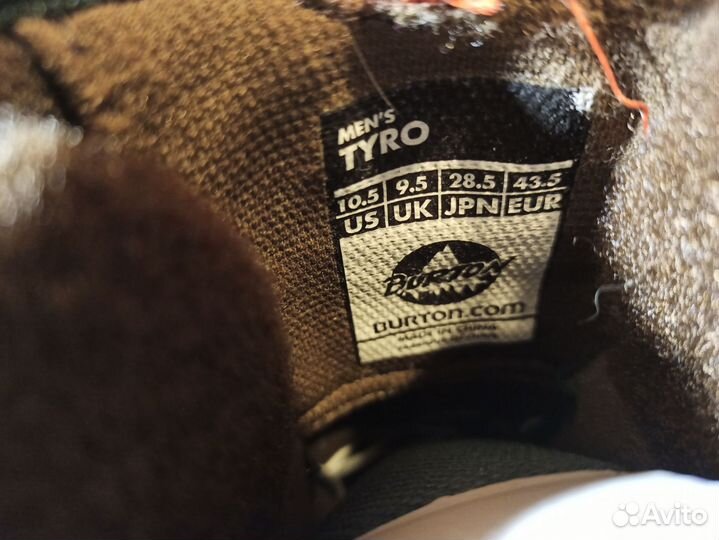 MEN'S
TYRO
10.5 9.5 28.5 43.5
US UK JPN EUR
BURTON
BURTON.COM
MADE IN CHINA
Avito